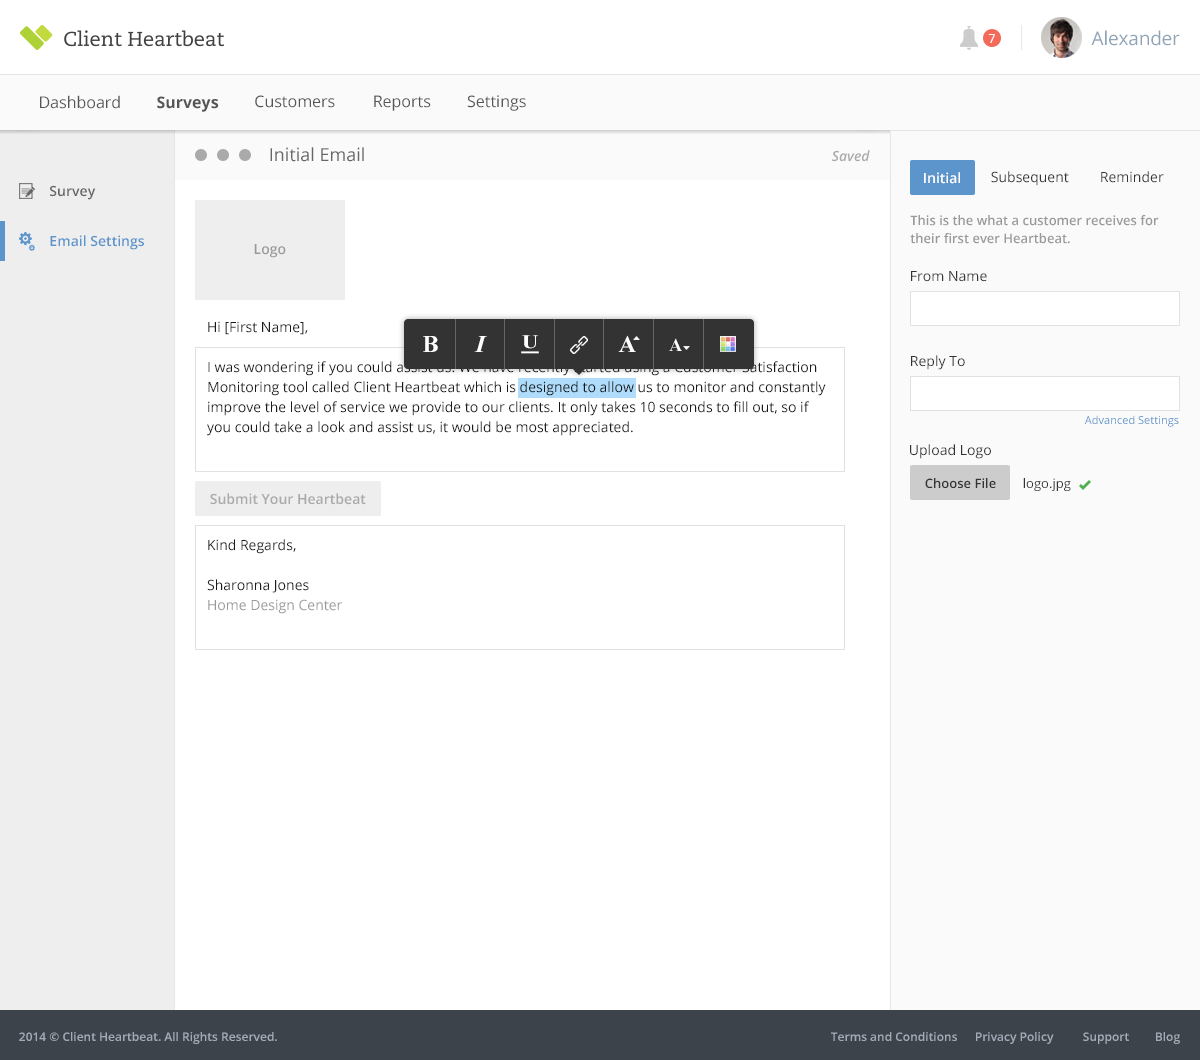 Client Heartbeat
7
Alexander
Dashboard
Surveys
Customers
Reports
Settings
Survey
Email Settings
Initial Email
Saved
Logo
Hi [First Name],
B I U A A
I was wondering if you could assist us. We have recently started using a Customer Satisfaction
Monitoring tool called Client Heartbeat which is designed to allow us to monitor and constantly
improve the level of service we provide to our clients. It only takes 10 seconds to fill out, so if
you could take a look and assist us, it would be most appreciated.
Submit Your Heartbeat
Kind Regards,
Sharonna Jones
Home Design Center
Initial
Subsequent
Reminder
This is the what a customer receives for
their first ever Heartbeat.
From Name
Reply To
Advanced Settings
Upload Logo
Choose File
logo.jpg
2014 © Client Heartbeat. All Rights Reserved.
Terms and Conditions
Privacy Policy
Support
Blog